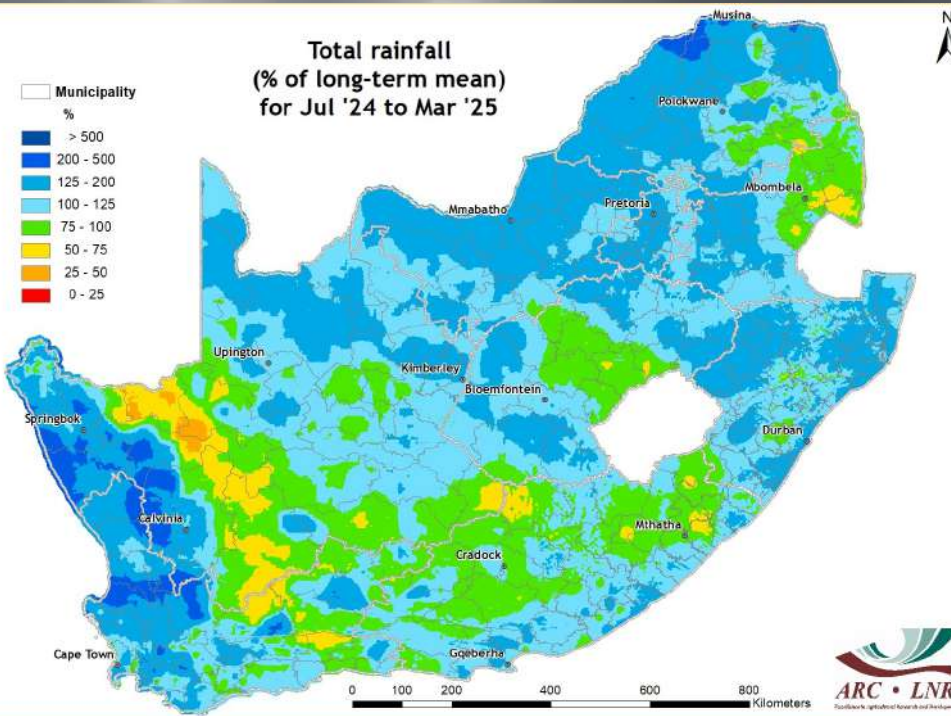 Total rainfall
(% of long-term mean)
for Jul '24 to Mar '25
N
Municipality
%
> 500
200 - 500
125 - 200
100 - 125
75 - 100
50 - 75
25 - 50
0 - 25
Musina
Polokwane
Mbombela
Pretoria
Mmabatho
Upington
Kimberley
Bloemfontein
Springbok
Durban
Calvinia
Mthatha
Cradock
Cape Town
Gqeberha
0 100 200 400 600 800
Kilometers
ARC • LNR